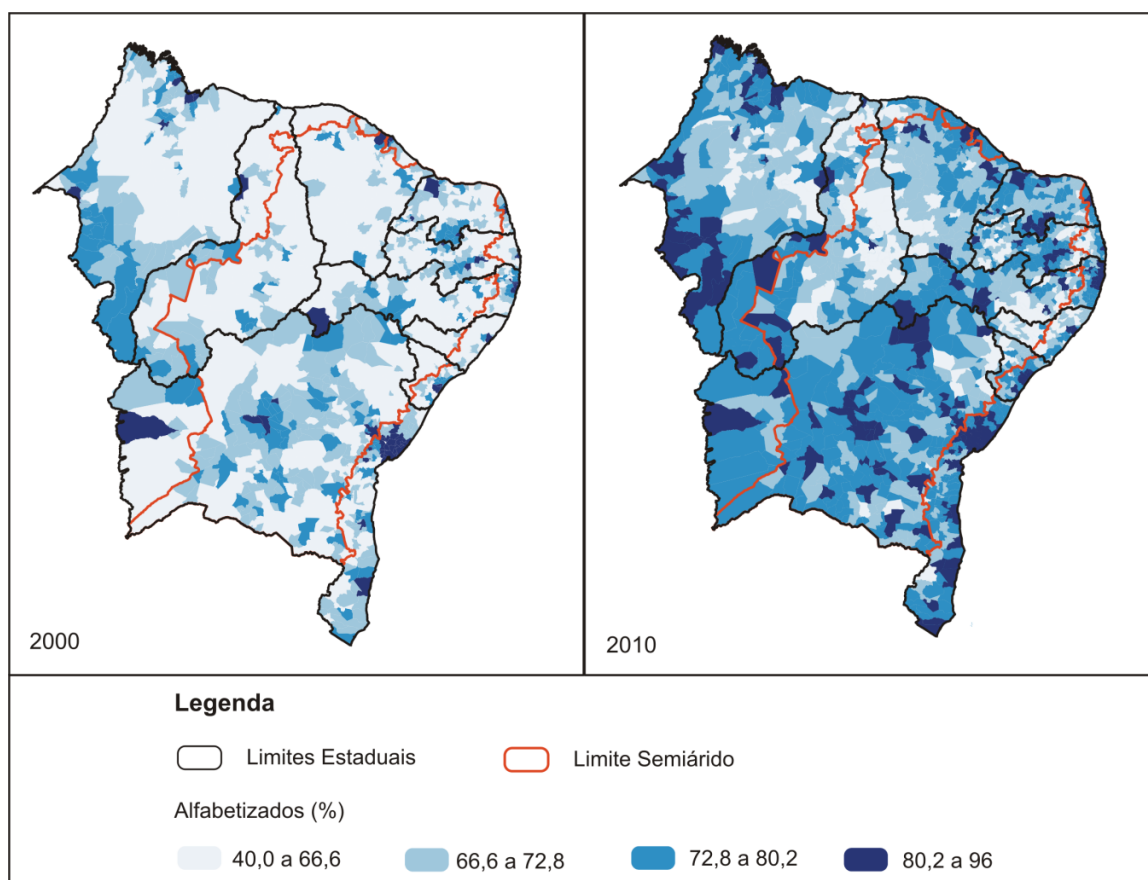 2000
2010
Legenda
Limites Estaduais
Limite Semiárido
Alfabetizados (%)
40,0 a 66,6
66,6 a 72,8
72,8 a 80,2
80,2 a 96